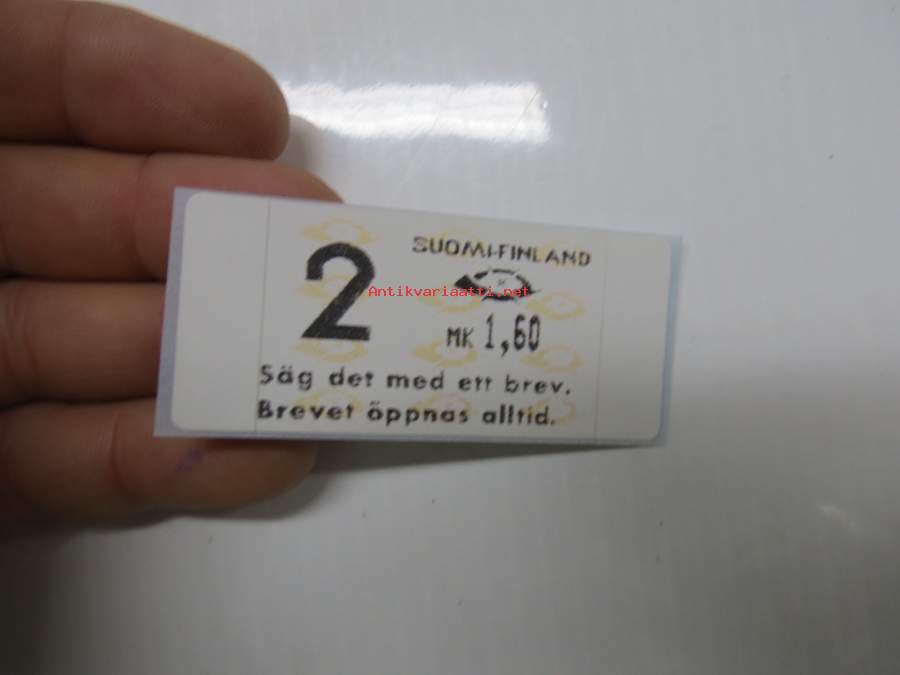 SUOMI-FINLAND
2
Antikvariaatti.net
MK 1,60
Säg det med ett brev.
Brevet öppnas alltid.